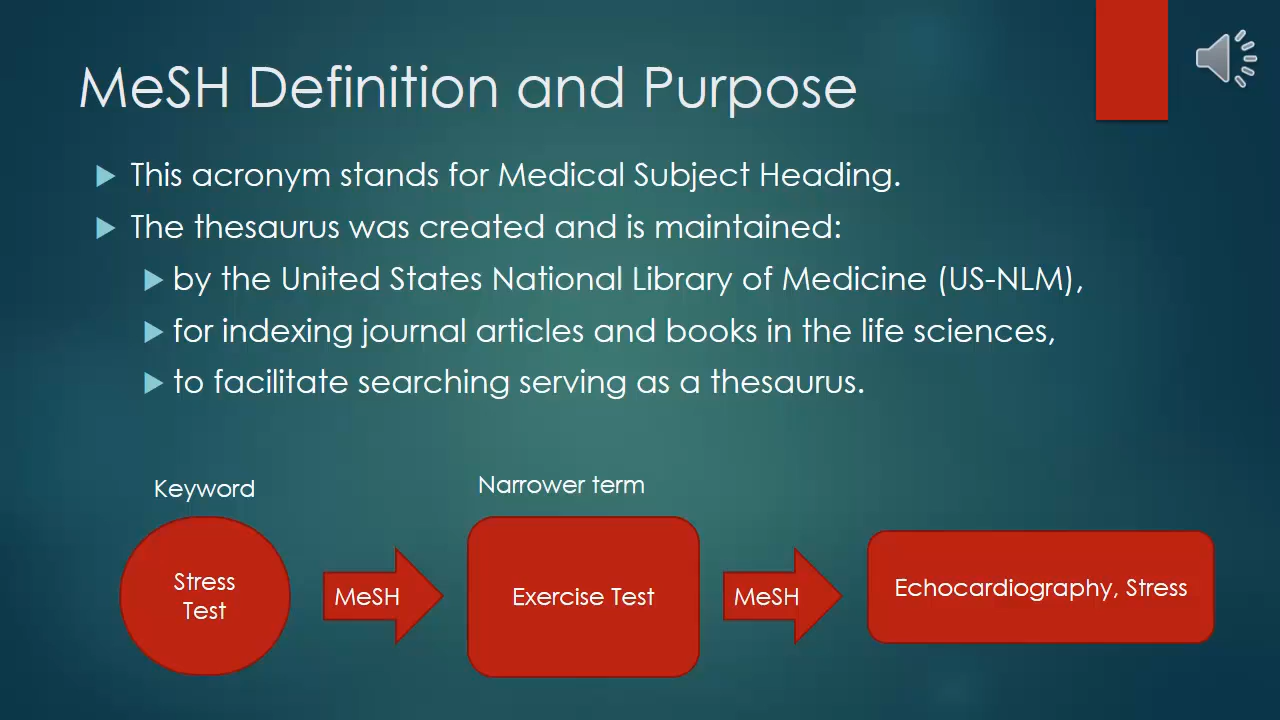 MeSH Definition and Purpose
This acronym stands for Medical Subject Heading.
The thesaurus was created and is maintained:
by the United States National Library of Medicine (US-NLM),
for indexing journal articles and books in the life sciences,
to facilitate searching serving as a thesaurus.
Keyword
Narrower term
Stress
Test
MeSH
Exercise Test
MeSH
Echocardiography, Stress